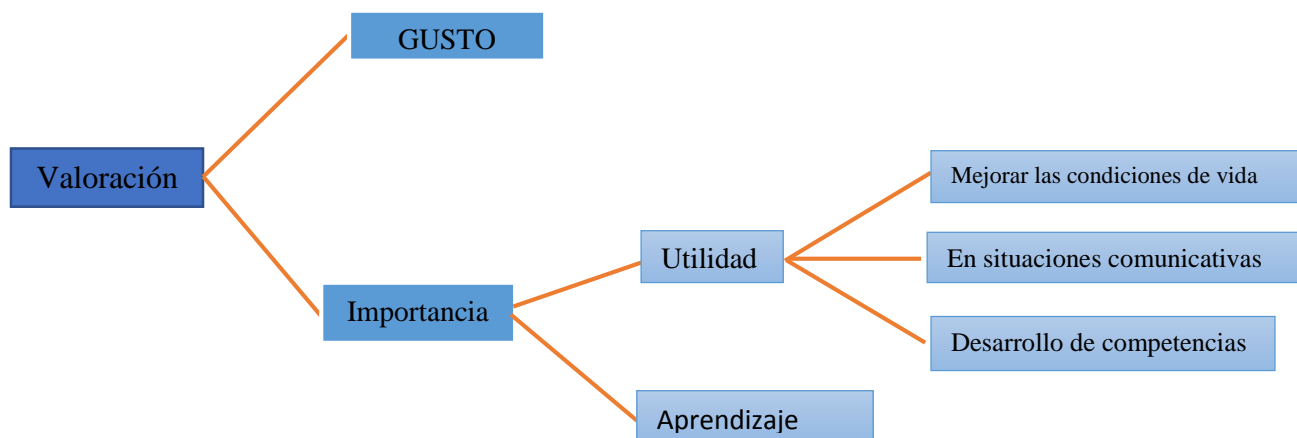 GUSTO
Valoración
Importancia
Utilidad
Aprendizaje
Mejorar las condiciones de vida
En situaciones comunicativas
Desarrollo de competencias